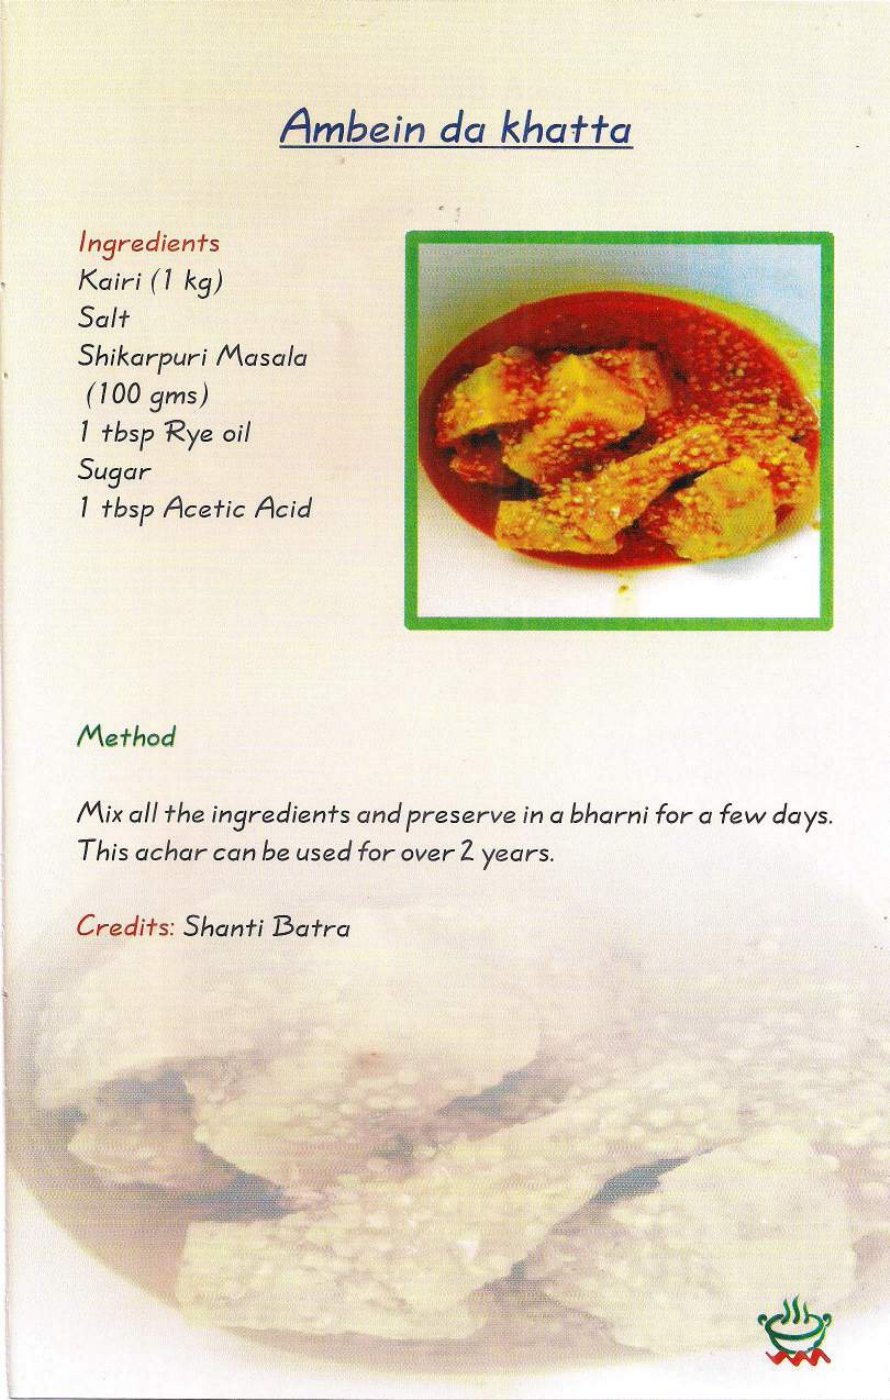 Ambein da khatta
Ingredients
Kairi (1 kg)
Salt
Shikarpuri Masala
(100 gms)
1 tbsp Rye oil
Sugar
1 tbsp Acetic Acid
Method
Mix all the ingredients and preserve in a bharni for a few days.
This achar can be used for over 2 years.
Credits: Shanti Batra